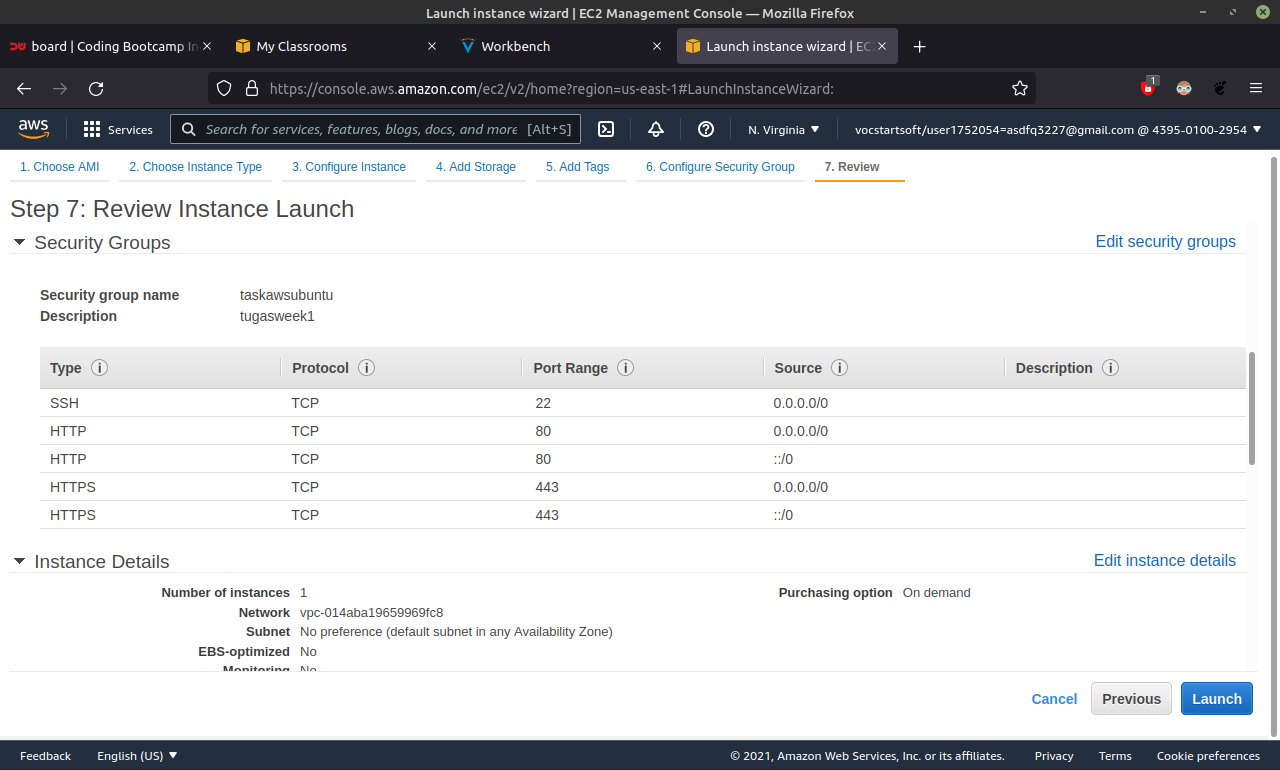 Launch instance wizard | EC2 Management Console — Mozilla Firefox
board | Coding Bootcamp In
My Classrooms
Workbench
Launch instance wizard | EC
1
https://console.aws.amazon.com/ec2/v2/home?region=us-east-1#LaunchInstanceWizard:
aws
Services
Search for services, features, blogs, docs, and more [Alt+S]
N. Virginia
vocstartsoft/user1752054=asdfq3227@gmail.com @ 4395-0100-2954
1. Choose AMI 2. Choose Instance Type 3. Configure Instance 4. Add Storage 5. Add Tags 6. Configure Security Group 7. Review
Step 7: Review Instance Launch
Security Groups Edit security groups
Security group name taskawsubuntu
Description tugasweek1
Type i Protocol i Port Range i Source i Description i
SSH TCP 22 0.0.0.0/0
HTTP TCP 80 0.0.0.0/0
HTTP TCP 80 ::/0
HTTPS TCP 443 0.0.0.0/0
HTTPS TCP 443 ::/0
Instance Details Edit instance details
Number of instances 1 Purchasing option On demand
Network vpc-014aba19659969fc8
Subnet No preference (default subnet in any Availability Zone)
EBS-optimized No
Monitoring No
Cancel Previous Launch
Feedback English (US) © 2021, Amazon Web Services, Inc. or its affiliates. Privacy Terms Cookie preferences